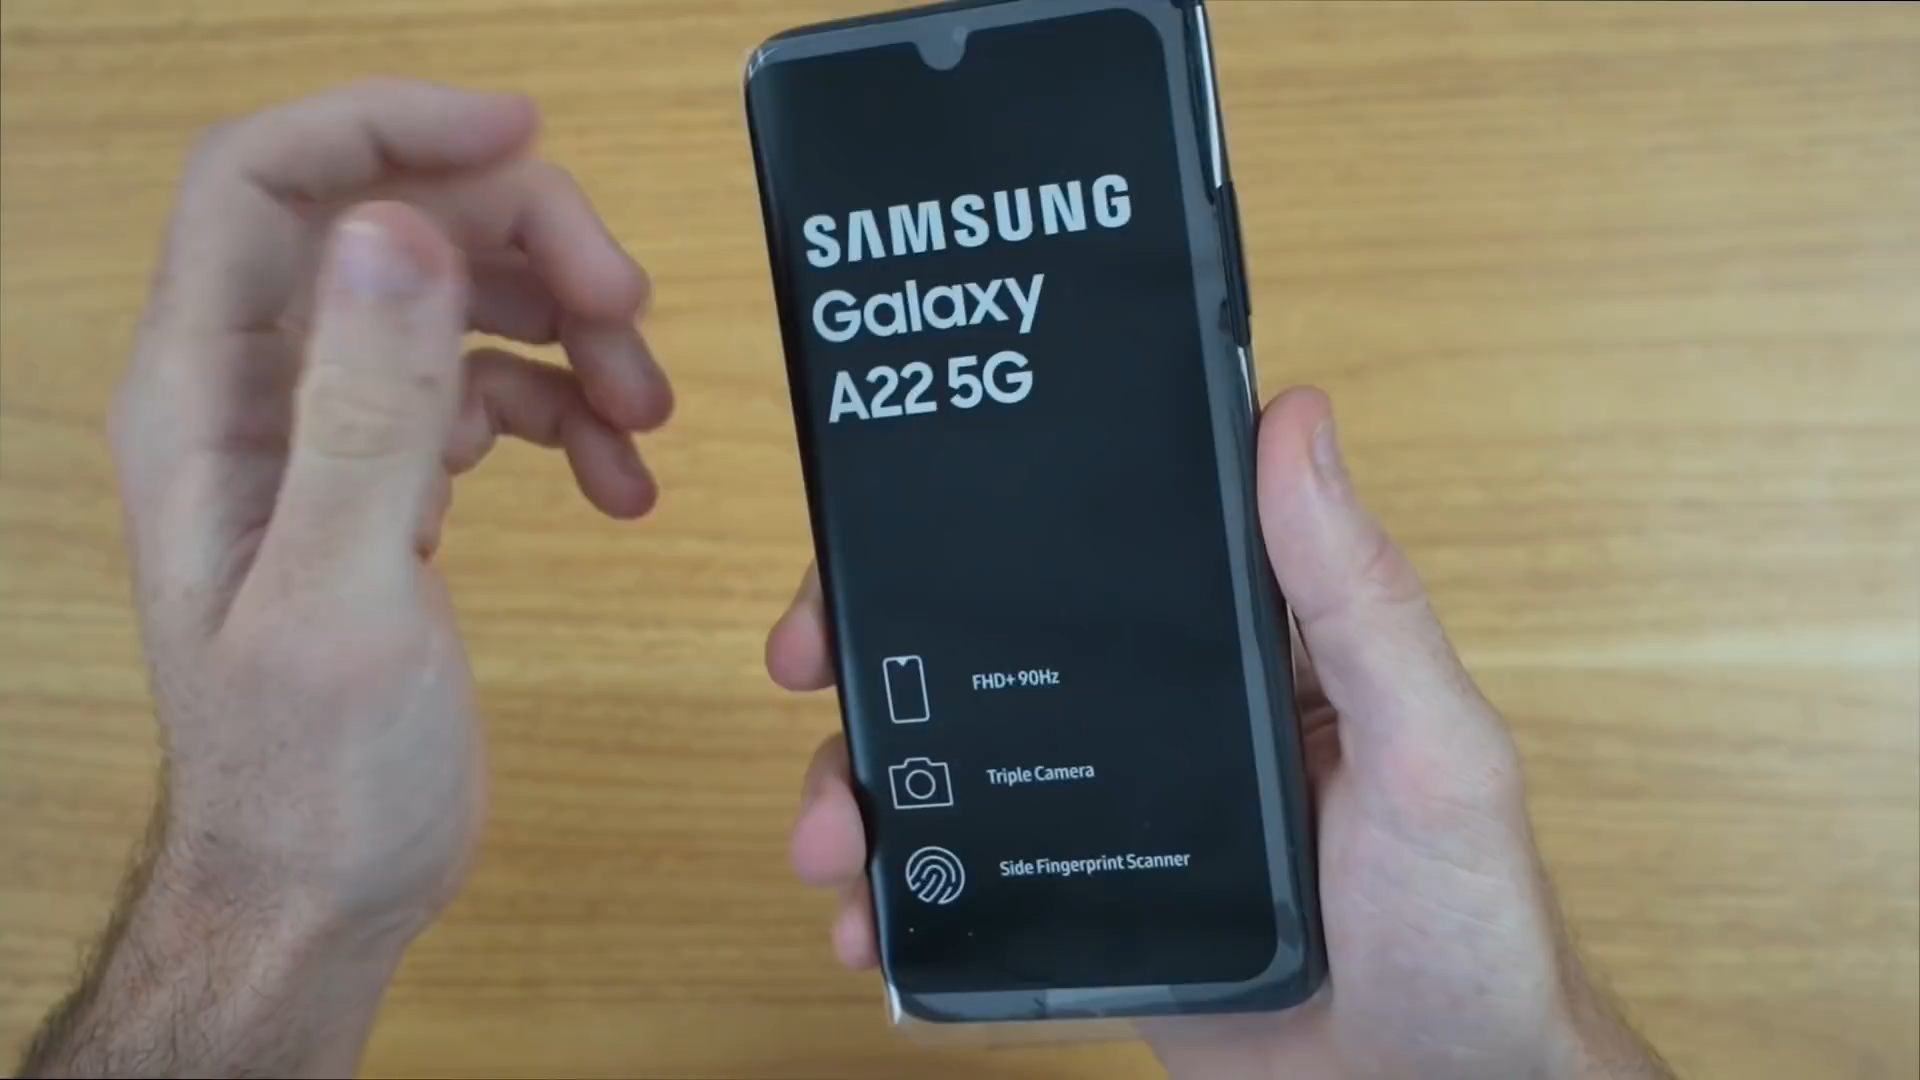 SAMSUNG
Galaxy
A22 5G
FHD+ 90Hz
Triple Camera
Side Fingerprint Scanner